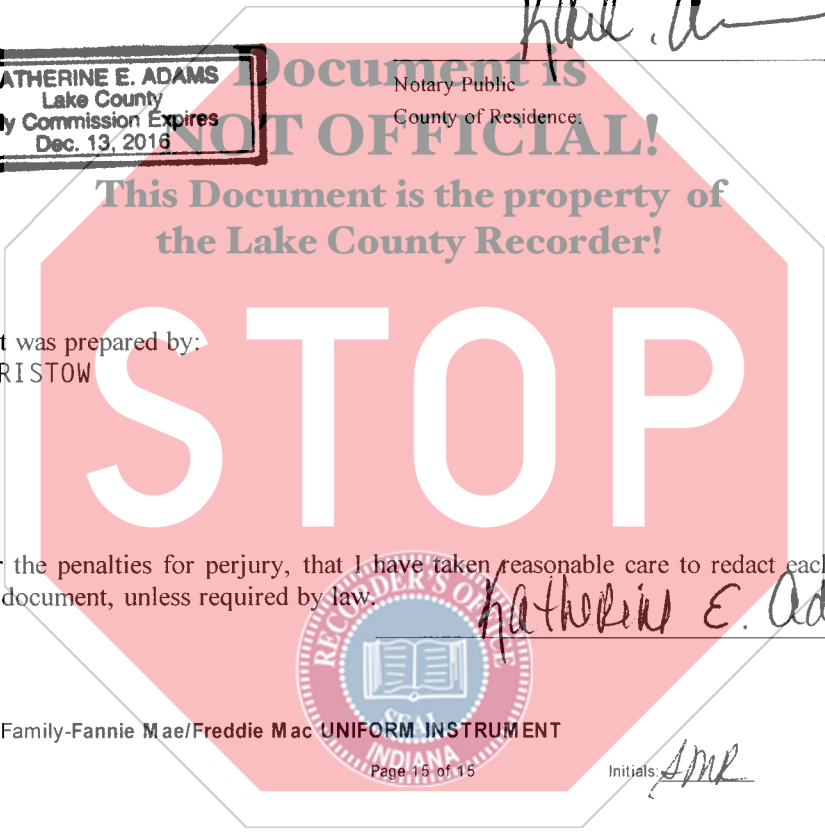 ATHERINE E. ADAMS
Lake County
y Commission Expires
Dec. 13, 2016
Notary Public
County of Residence:
Document is
NOT OFFICIAL!
This Document is the property of
the Lake County Recorder!
STOP
t was prepared by:
RISTOW
r the penalties for perjury, that I have taken reasonable care to redact each
document, unless required by law.
Katherine E. Ad
RECORDER'S OFFICE
SEAL
INDIANA
Family-Fannie Mae/Freddie Mac UNIFORM INSTRUMENT
Page 15 of 15
Initials: SMR